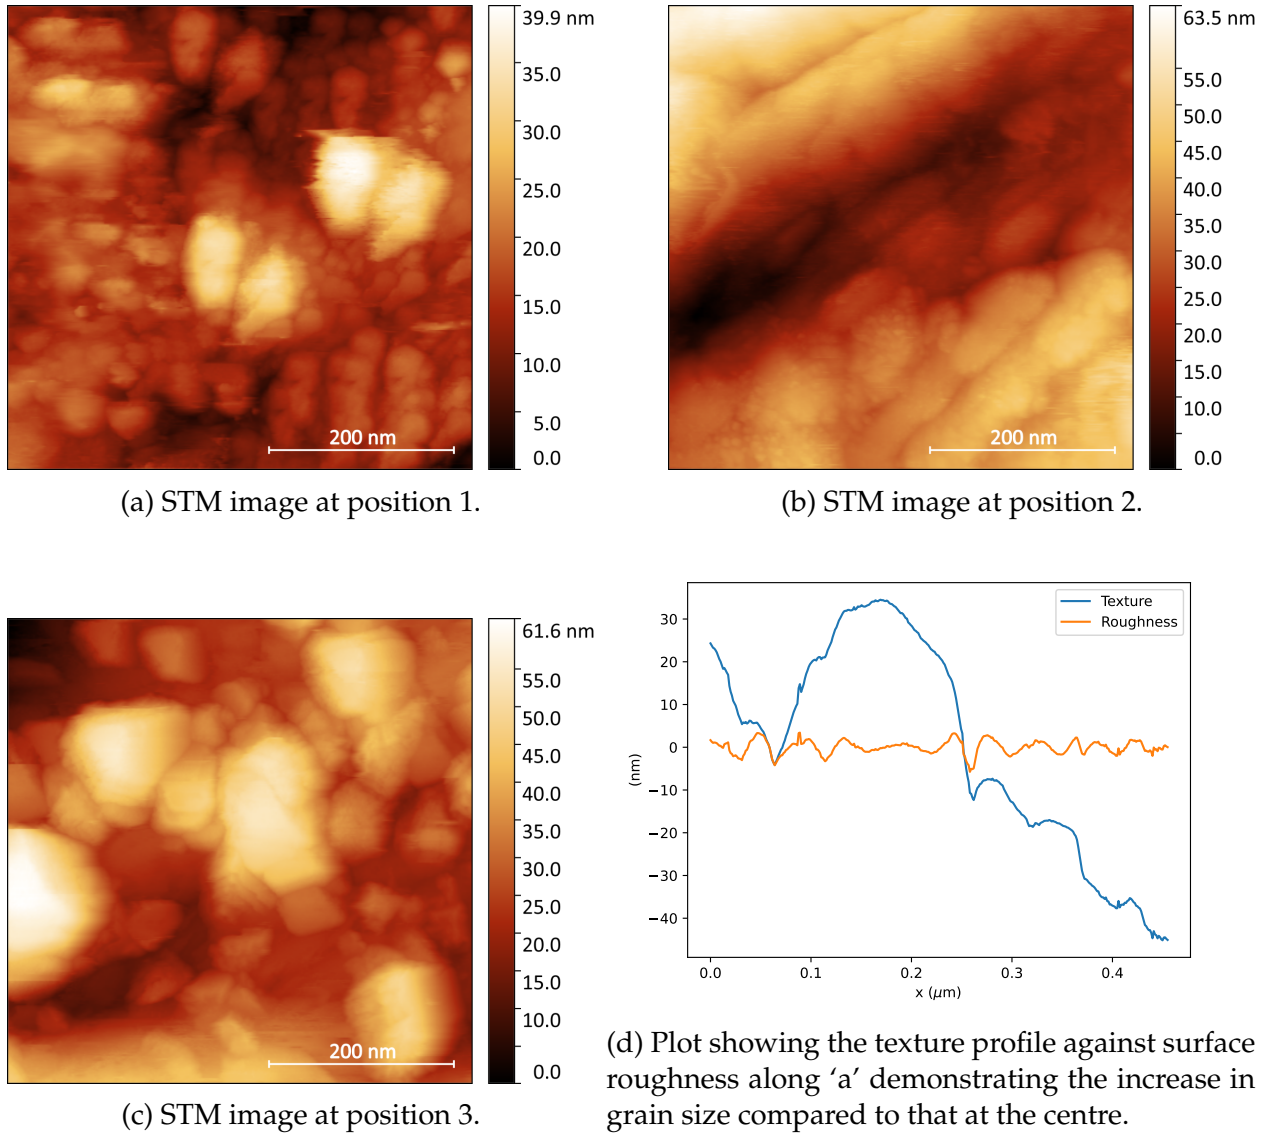 39.9 nm
35.0
30.0
25.0
20.0
15.0
10.0
5.0
0.0
200 nm
(a) STM image at position 1.
63.5 nm
55.0
50.0
45.0
40.0
35.0
30.0
25.0
20.0
15.0
10.0
0.0
200 nm
(b) STM image at position 2.
61.6 nm
55.0
50.0
45.0
40.0
35.0
30.0
25.0
20.0
15.0
10.0
0.0
200 nm
(c) STM image at position 3.
Texture
Roughness
30
20
10
0
−10
−20
−30
−40
(nm)
0.0 0.1 0.2 0.3 0.4
x (μm)
(d) Plot showing the texture profile against surface
roughness along ‘a’ demonstrating the increase in
grain size compared to that at the centre.